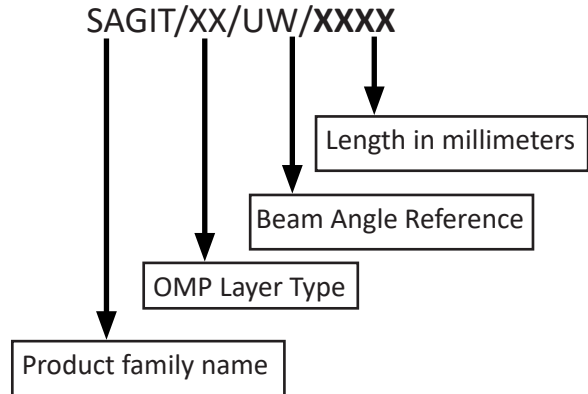 SAGIT/XX/UW/XXXX
Length in millimeters
Beam Angle Reference
OMP Layer Type
Product family name